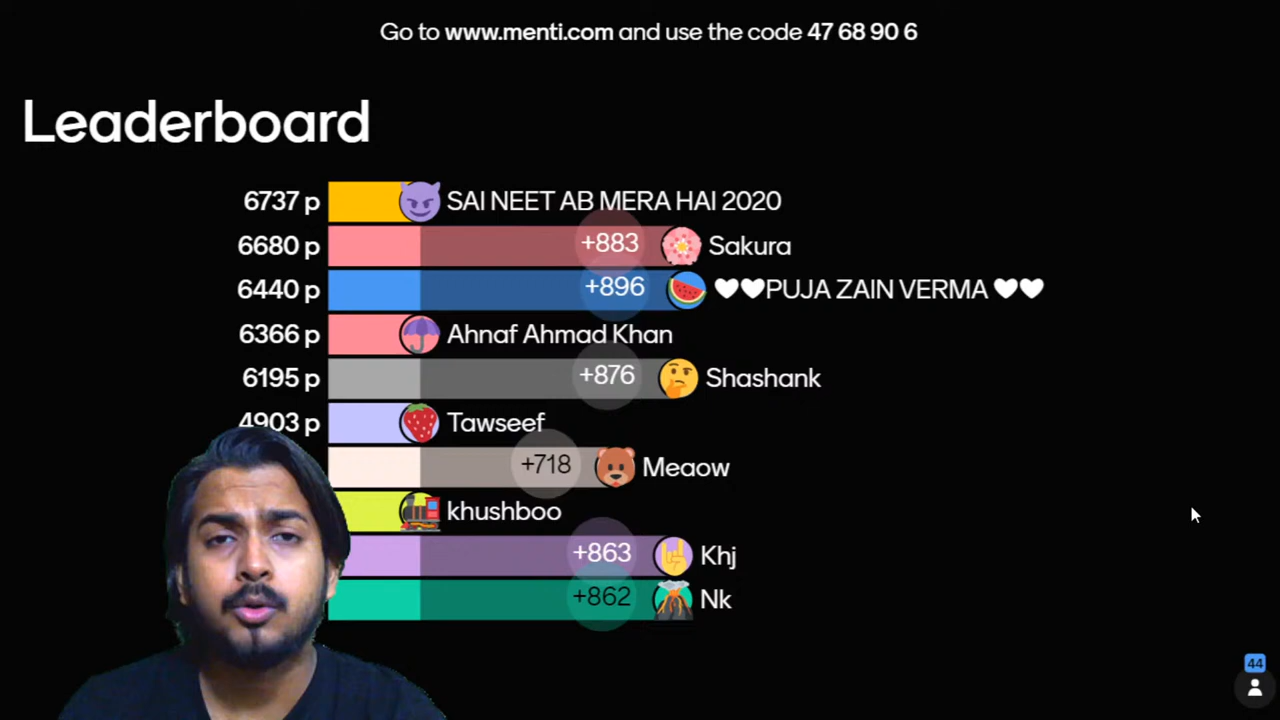 Go to www.menti.com and use the code 47 68 90 6
Leaderboard
6737 p SAI NEET AB MERA HAI 2020
6680 p +883 Sakura
6440 p +896 🤍🤍PUJA ZAIN VERMA 🤍🤍
6366 p Ahnaf Ahmad Khan
6195 p +876 Shashank
4903 p Tawseef
+718 Meaow
khushboo
+863 Khj
+862 Nk
44